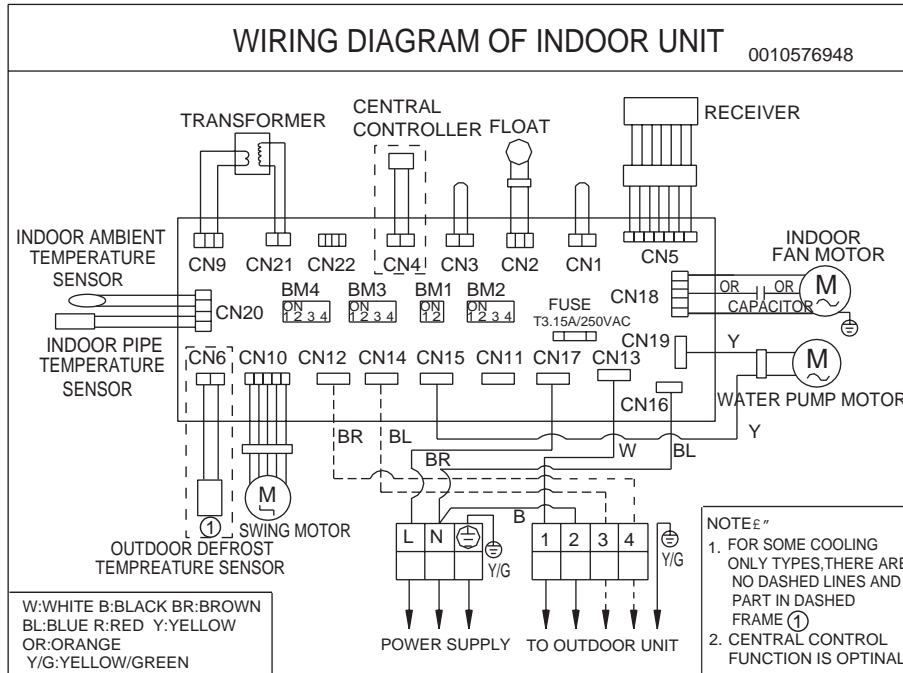 WIRING DIAGRAM OF INDOOR UNIT
0010576948
TRANSFORMER
CENTRAL
CONTROLLER
FLOAT
RECEIVER
INDOOR AMBIENT
TEMPERATURE
SENSOR
INDOOR PIPE
TEMPERATURE
SENSOR
CN9
CN21
CN22
CN4
CN3
CN2
CN1
CN5
INDOOR
FAN MOTOR
CN20
BM4
ON
1 2 3 4
BM3
ON
1 2 3 4
BM1
ON
1 2
BM2
ON
1 2 3 4
FUSE
T3.15A/250VAC
CN18
OR
OR
CAPACITOR
M
CN6
CN10
CN12
CN14
CN15
CN11
CN17
CN13
CN19
Y
M
WATER PUMP MOTOR
CN16
Y
BR
BL
BR
W
BL
M
1
SWING MOTOR
OUTDOOR DEFROST
TEMPREATURE SENSOR
L
N
Y/G
B
1
2
3
4
Y/G
POWER SUPPLY
TO OUTDOOR UNIT
W:WHITE B:BLACK BR:BROWN
BL:BLUE R:RED Y:YELLOW
OR:ORANGE
Y/G:YELLOW/GREEN
NOTE£″
1. FOR SOME COOLING
ONLY TYPES,THERE ARE
NO DASHED LINES AND
PART IN DASHED
FRAME 1
2. CENTRAL CONTROL
FUNCTION IS OPTINAL